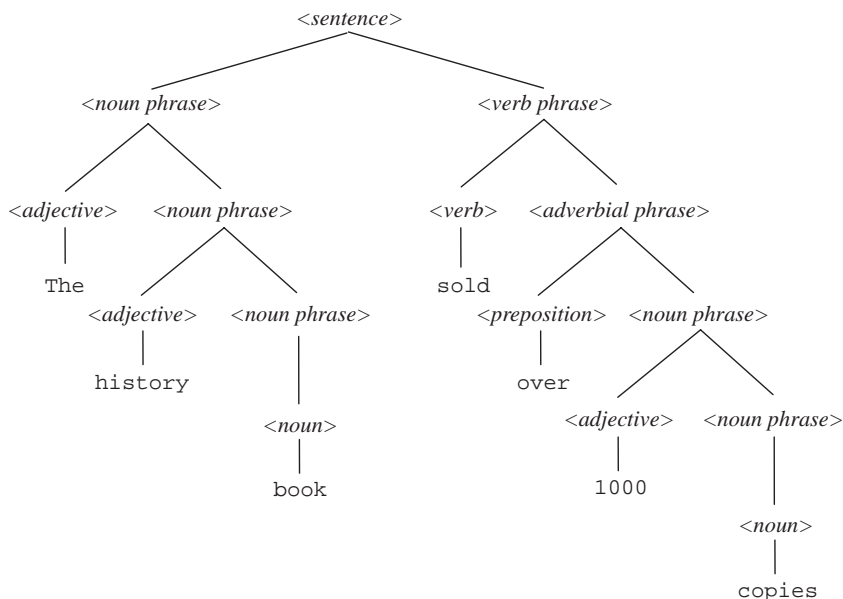 <sentence>
<noun phrase> <verb phrase>
<adjective> <noun phrase> <verb> <adverbial phrase>
The sold
<adjective> <noun phrase> <preposition> <noun phrase>
history over
<noun> <adjective> <noun phrase>
book 1000
<noun>
copies